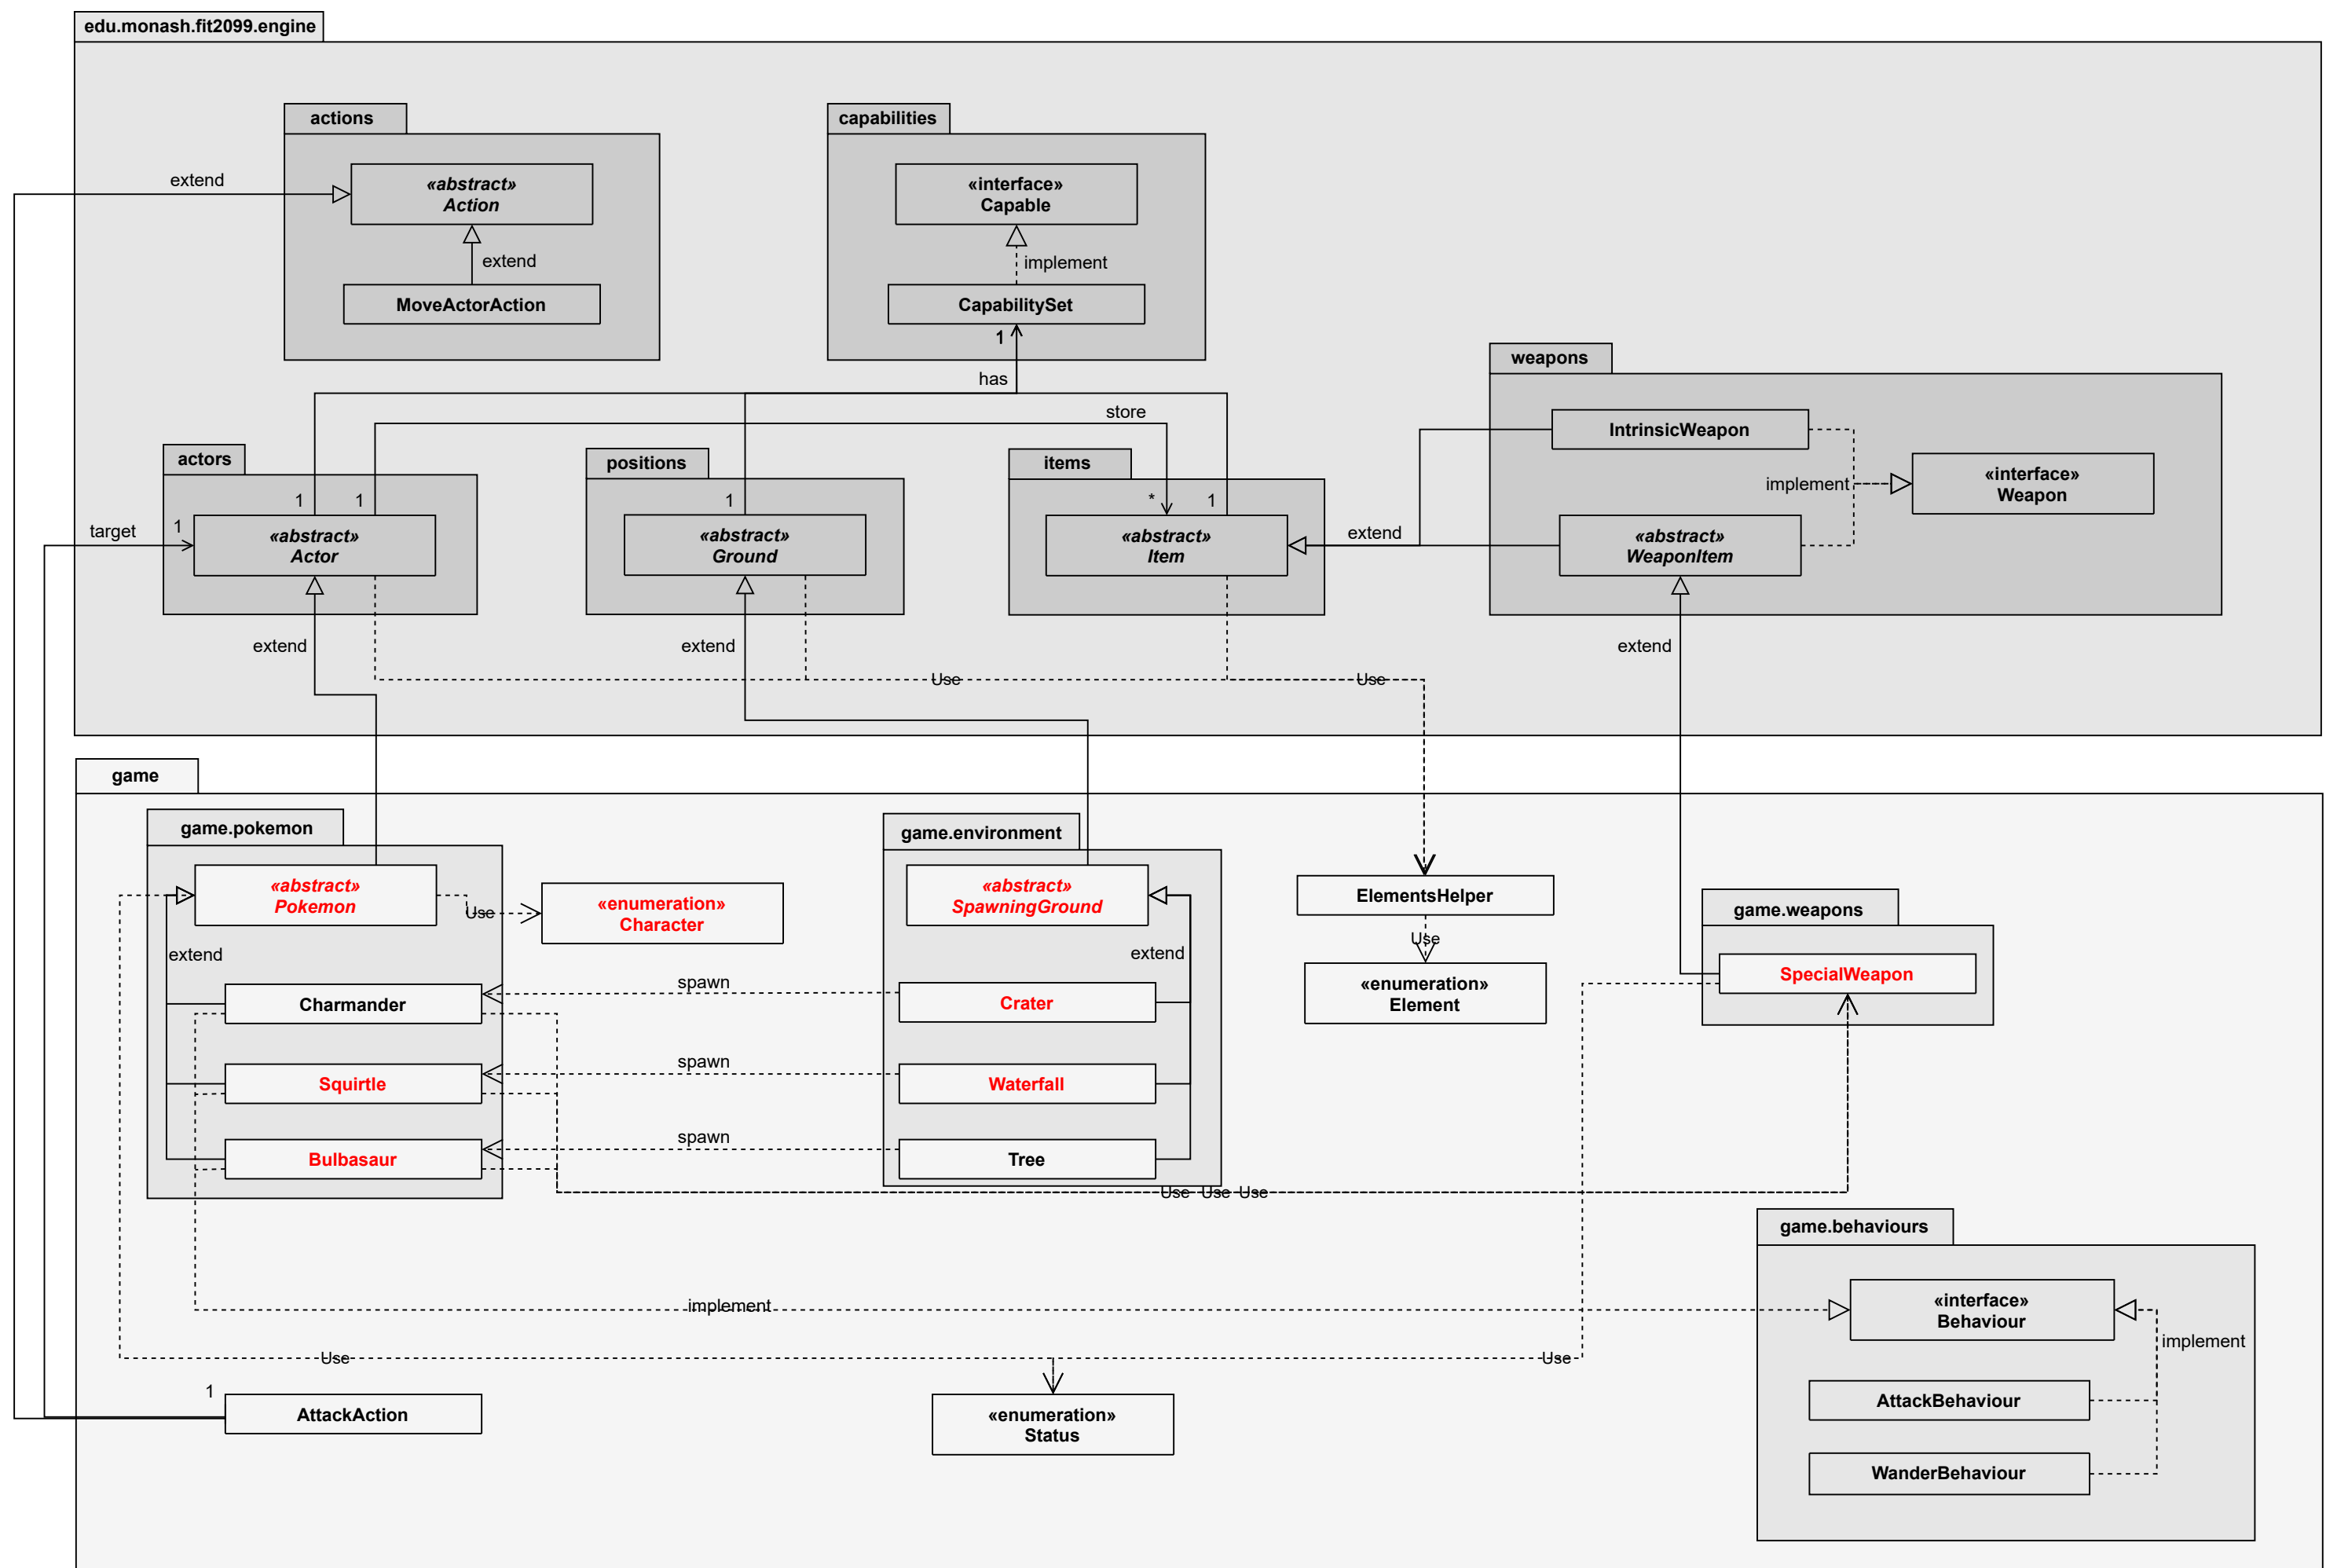 edu.monash.fit2099.engine
actions
capabilities
«abstract»
Action
«interface»
Capable
extend
extend
implement
MoveActorAction
CapabilitySet
1
has
weapons
store
IntrinsicWeapon
actors
positions
items
«interface»
Weapon
implement
1
1
1
*
1
target
1
«abstract»
Actor
«abstract»
Ground
«abstract»
Item
extend
«abstract»
WeaponItem
extend
extend
extend
Use
Use
game
game.pokemon
game.environment
«abstract»
Pokemon
Use
«enumeration»
Character
«abstract»
SpawningGround
ElementsHelper
game.weapons
Use
extend
extend
SpecialWeapon
«enumeration»
Element
Charmander
spawn
Crater
Squirtle
spawn
Waterfall
Bulbasaur
spawn
Tree
Use
Use
Use
game.behaviours
implement
«interface»
Behaviour
implement
Use
Use
1
AttackAction
«enumeration»
Status
AttackBehaviour
WanderBehaviour